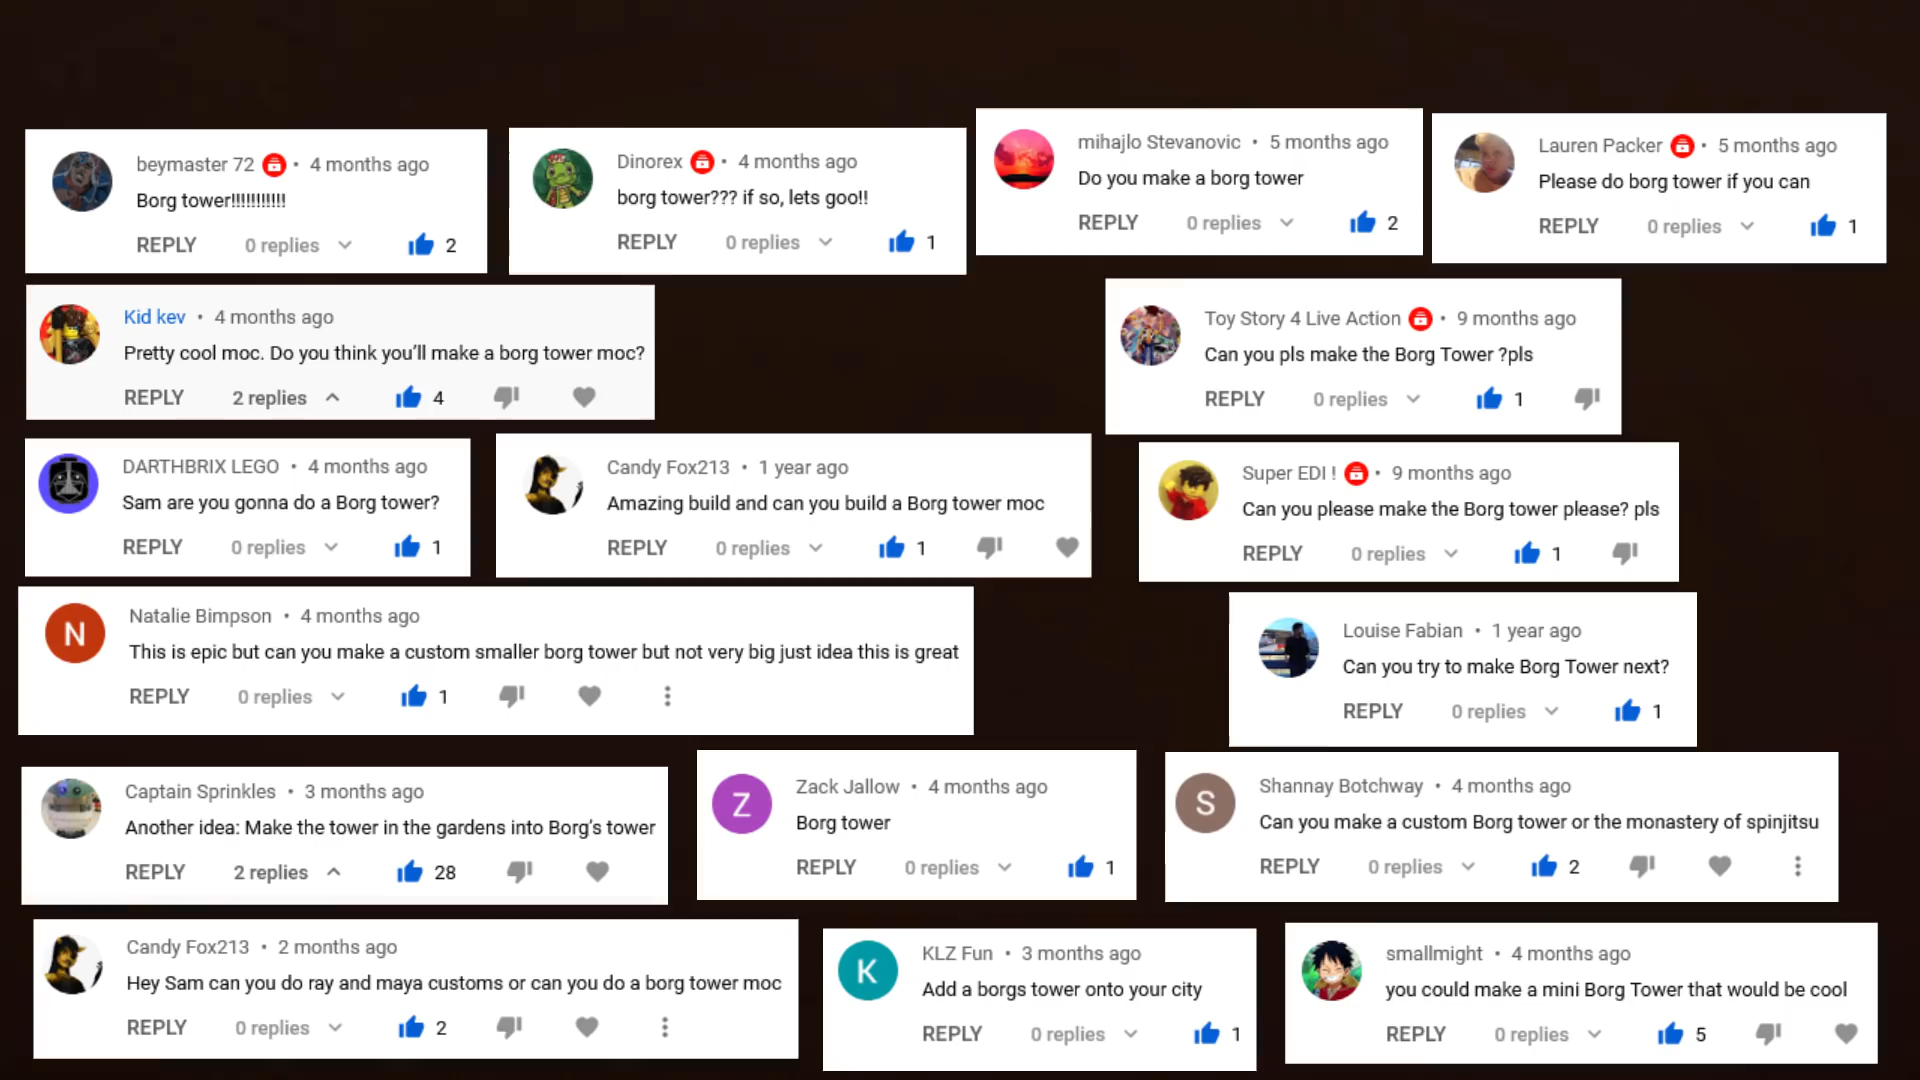 beymaster 72 • 4 months ago
Borg tower!!!!!!!!!!!
REPLY 0 replies 2
Dinorex • 4 months ago
borg tower??? if so, lets goo!!
REPLY 0 replies 1
mihajlo Stevanovic • 5 months ago
Do you make a borg tower
REPLY 0 replies 2
Lauren Packer • 5 months ago
Please do borg tower if you can
REPLY 0 replies 1
Kid kev • 4 months ago
Pretty cool moc. Do you think you’ll make a borg tower moc?
REPLY 2 replies 4
Toy Story 4 Live Action • 9 months ago
Can you pls make the Borg Tower ?pls
REPLY 0 replies 1
DARTHBRIX LEGO • 4 months ago
Sam are you gonna do a Borg tower?
REPLY 0 replies 1
Candy Fox213 • 1 year ago
Amazing build and can you build a Borg tower moc
REPLY 0 replies 1
Super EDI ! • 9 months ago
Can you please make the Borg tower please? pls
REPLY 0 replies 1
N
Natalie Bimpson • 4 months ago
This is epic but can you make a custom smaller borg tower but not very big just idea this is great
REPLY 0 replies 1
Louise Fabian • 1 year ago
Can you try to make Borg Tower next?
REPLY 0 replies 1
Captain Sprinkles • 3 months ago
Another idea: Make the tower in the gardens into Borg’s tower
REPLY 2 replies 28
Z
Zack Jallow • 4 months ago
Borg tower
REPLY 0 replies 1
S
Shannay Botchway • 4 months ago
Can you make a custom Borg tower or the monastery of spinjitsu
REPLY 0 replies 2
Candy Fox213 • 2 months ago
Hey Sam can you do ray and maya customs or can you do a borg tower moc
REPLY 0 replies 2
K
KLZ Fun • 3 months ago
Add a borgs tower onto your city
REPLY 0 replies 1
smallmight • 4 months ago
you could make a mini Borg Tower that would be cool
REPLY 0 replies 5